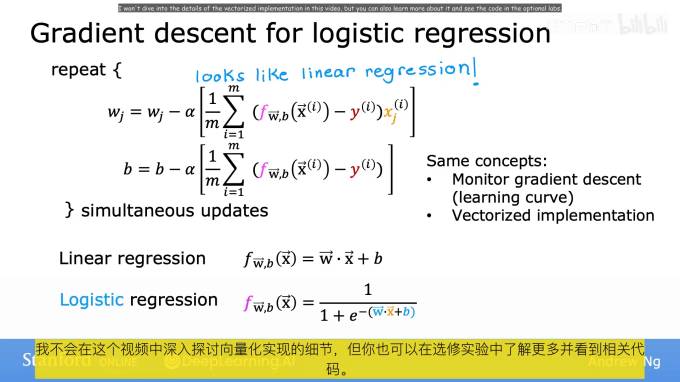 I won't dive into the details of the vectorized implementation in this video, but you can also learn more about it and see the code in the optional labs
bilibili
Gradient descent for logistic regression
repeat {
looks like linear regression!
w_j = w_j − α [ 1/m ∑_{i=1}^{m} (f_{w⃗,b}(x⃗^(i)) − y^(i)) x_j^(i) ]
b = b − α [ 1/m ∑_{i=1}^{m} (f_{w⃗,b}(x⃗^(i)) − y^(i)) ]
} simultaneous updates
Same concepts:
• Monitor gradient descent
(learning curve)
• Vectorized implementation
Linear regression f_{w⃗,b}(x⃗) = w⃗ · x⃗ + b
Logistic regression f_{w⃗,b}(x⃗) = 1 / (1 + e^−(w⃗·x⃗+b))
Stanford ONLINE DeepLearning.AI Andrew Ng
我不会在这个视频中深入探讨向量化实现的细节，但你也可以在选修实验中了解更多并看到相关代
码。